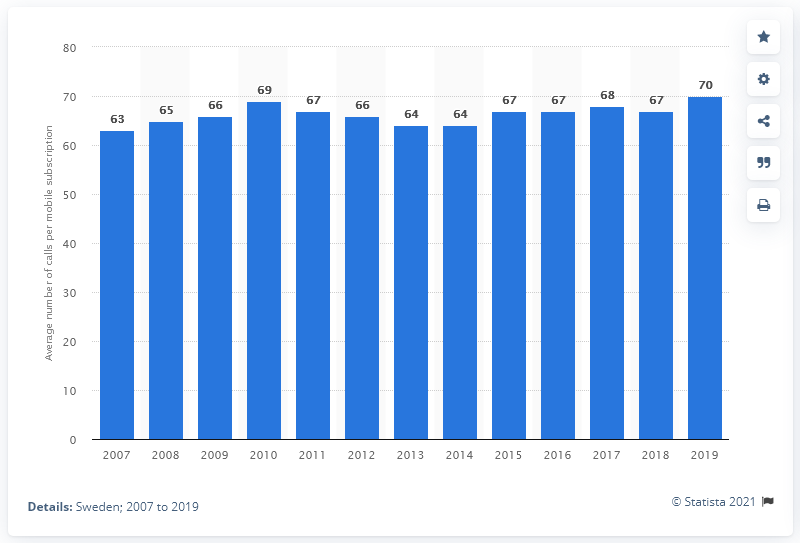 80
70
60
50
40
30
20
10
0
Average number of calls per mobile subscription
63 65 66 69 67 66 64 64 67 67 68 67 70
2007 2008 2009 2010 2011 2012 2013 2014 2015 2016 2017 2018 2019
Details: Sweden; 2007 to 2019
© Statista 2021